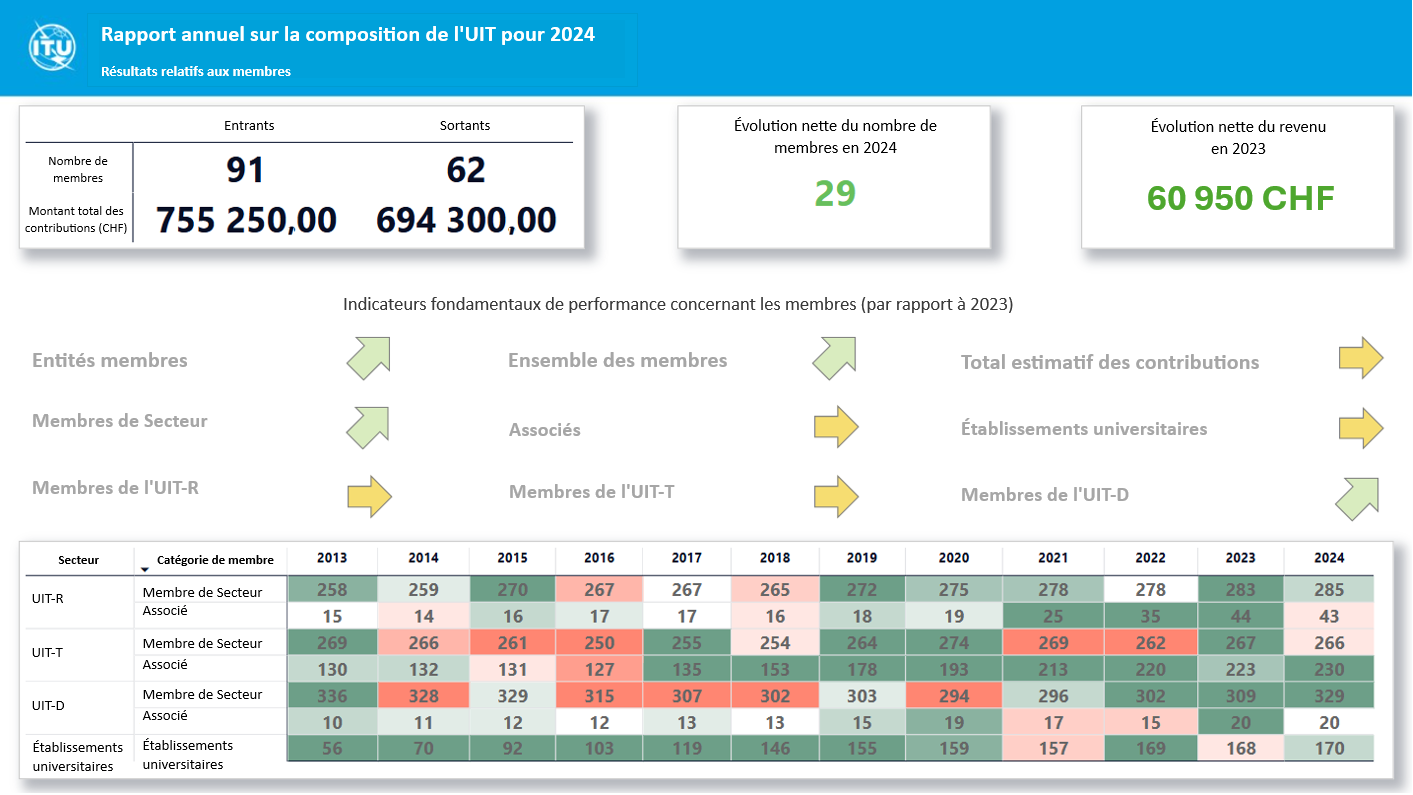 ITU
Rapport annuel sur la composition de l'UIT pour 2024
Résultats relatifs aux membres
Entrants Sortants
Nombre de
membres
91 62
Montant total des
contributions (CHF)
755 250,00 694 300,00
Évolution nette du nombre de
membres en 2024
29
Évolution nette du revenu
en 2023
60 950 CHF
Indicateurs fondamentaux de performance concernant les membres (par rapport à 2023)
Entités membres
Ensemble des membres
Total estimatif des contributions
Membres de Secteur
Associés
Établissements universitaires
Membres de l'UIT-R
Membres de l'UIT-T
Membres de l'UIT-D
Secteur Catégorie de membre 2013 2014 2015 2016 2017 2018 2019 2020 2021 2022 2023 2024
UIT-R Membre de Secteur 258 259 270 267 267 265 272 275 278 278 283 285
Associé 15 14 16 17 17 16 18 19 25 35 44 43
UIT-T Membre de Secteur 269 266 261 250 255 254 264 274 269 262 267 266
Associé 130 132 131 127 135 153 178 193 213 220 223 230
UIT-D Membre de Secteur 336 328 329 315 307 302 303 294 296 302 309 329
Associé 10 11 12 12 13 13 15 19 17 15 20 20
Établissements
universitaires
Établissements
universitaires
56 70 92 103 119 146 155 159 157 169 168 170